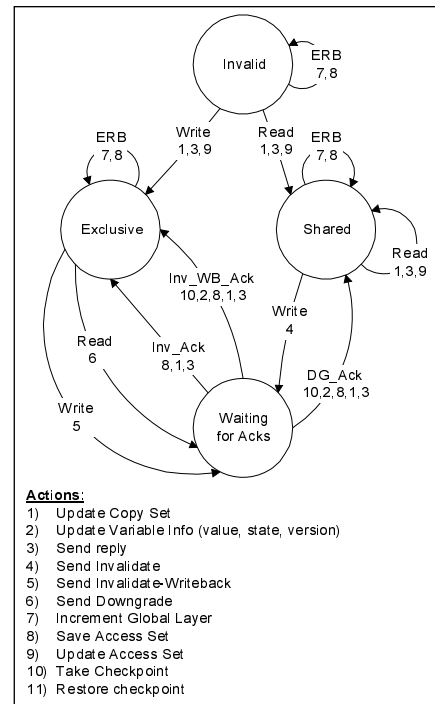 ERB
7,8
Invalid
Write
1,3,9
Read
1,3,9
ERB
7,8
ERB
7,8
Exclusive
Shared
Read
1,3,9
Inv_WB_Ack
10,2,8,1,3
Write
4
Read
6
Inv_Ack
8,1,3
DG_Ack
10,2,8,1,3
Write
5
Waiting
for Acks
Actions:
1) Update Copy Set
2) Update Variable Info (value, state, version)
3) Send reply
4) Send Invalidate
5) Send Invalidate-Writeback
6) Send Downgrade
7) Increment Global Layer
8) Save Access Set
9) Update Access Set
10) Take Checkpoint
11) Restore checkpoint